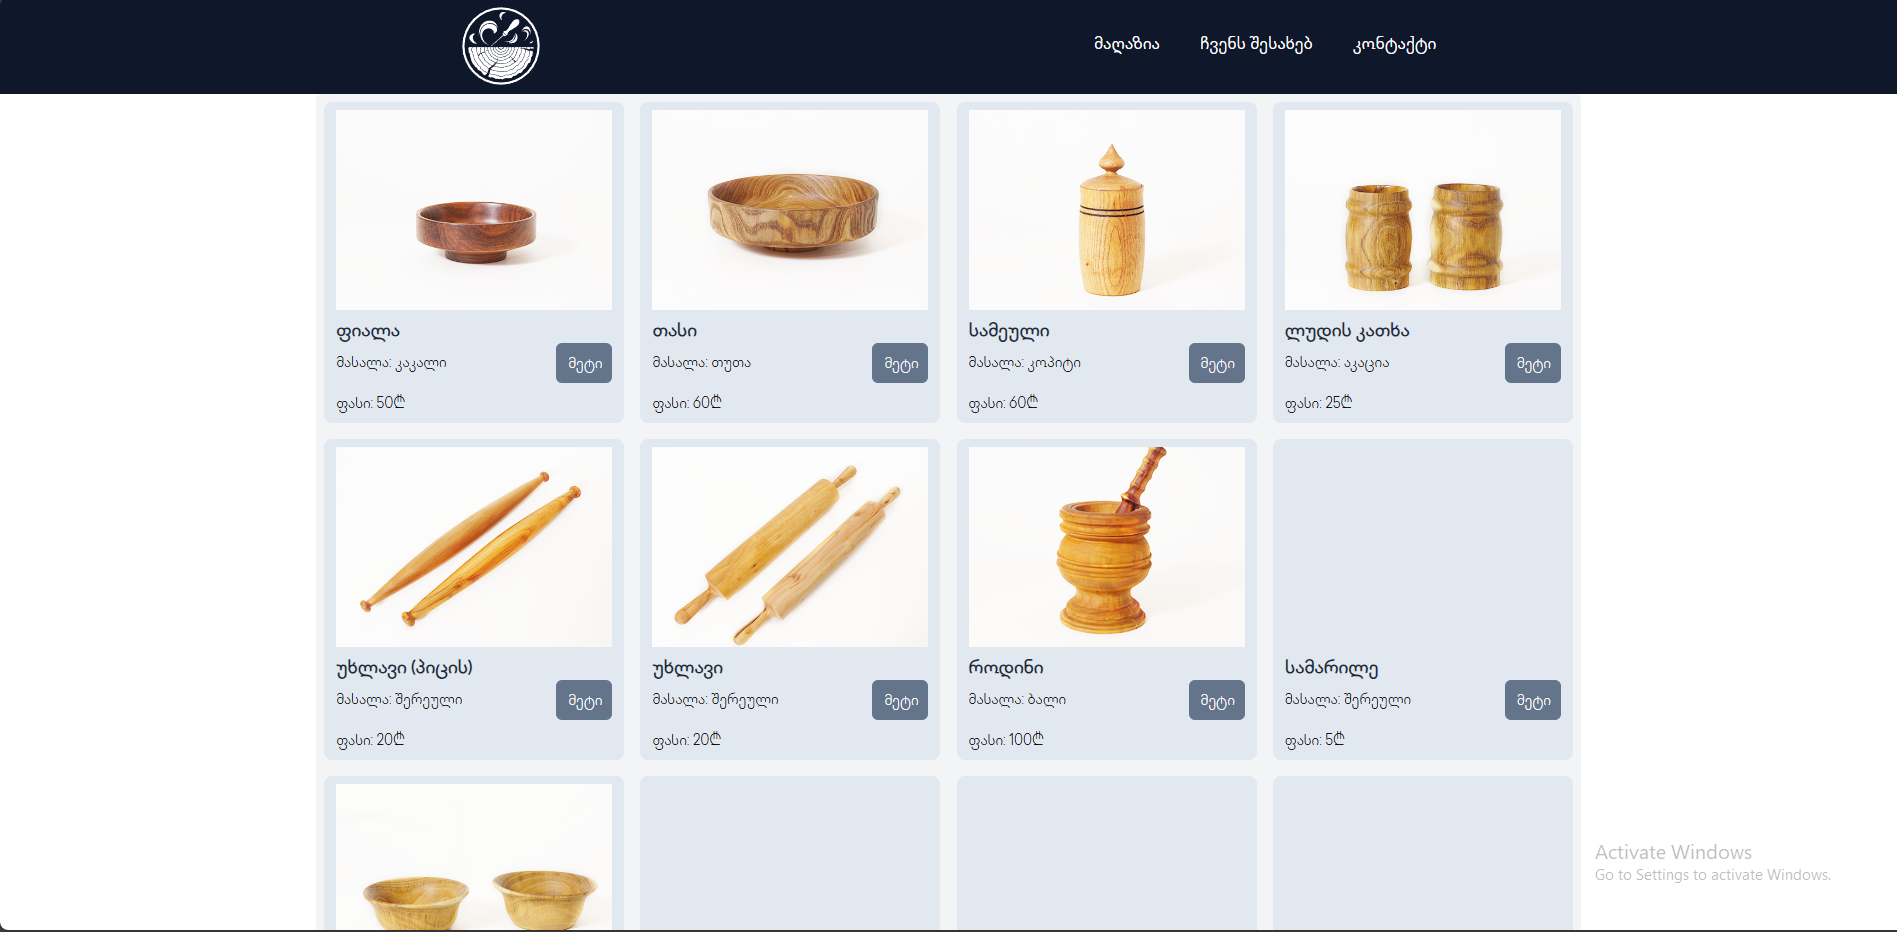 მაღაზია ჩვენს შესახებ კონტაქტი
ფიალა
მასალა: კაკალი
მეტი
ფასი: 50₾
თასი
მასალა: თუთა
მეტი
ფასი: 60₾
სამეული
მასალა: კოპიტი
მეტი
ფასი: 60₾
ლუდის კათხა
მასალა: აკაცია
მეტი
ფასი: 25₾
უხლავი (პიცის)
მასალა: შერეული
მეტი
ფასი: 20₾
უხლავი
მასალა: შერეული
მეტი
ფასი: 20₾
როდინი
მასალა: ბალი
მეტი
ფასი: 100₾
სამარილე
მასალა: შერეული
მეტი
ფასი: 5₾
Activate Windows
Go to Settings to activate Windows.